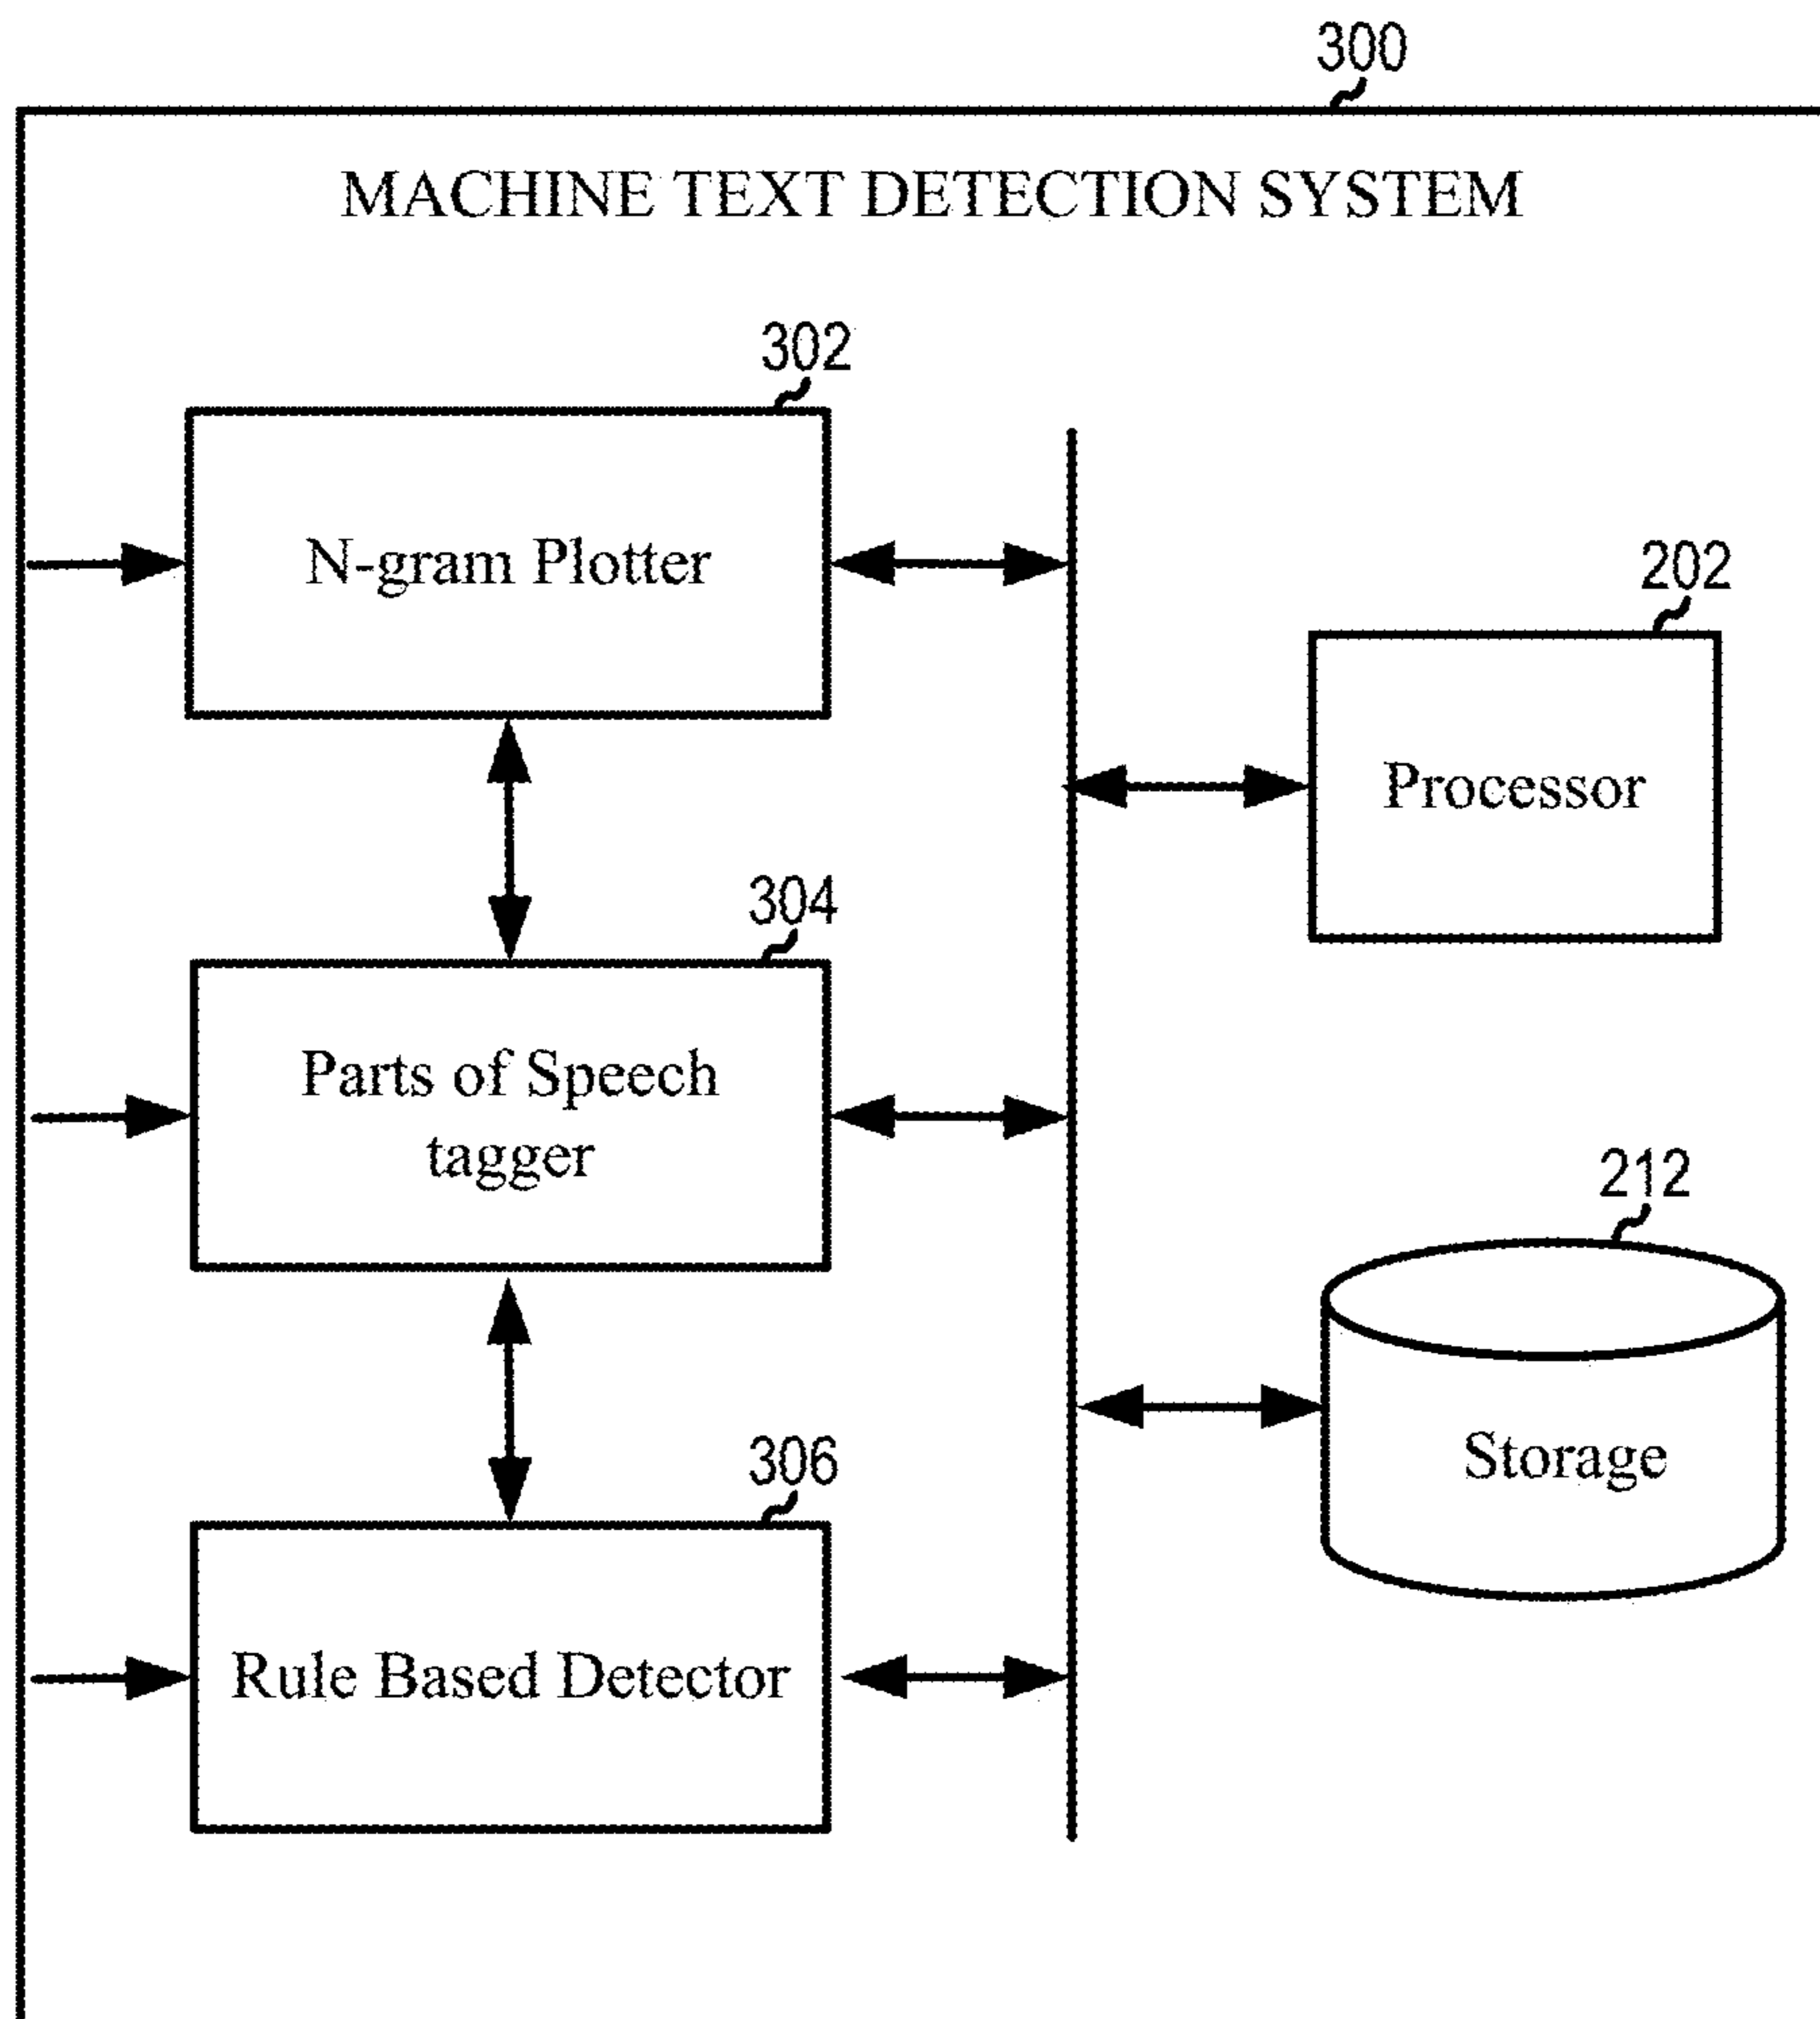 300
MACHINE TEXT DETECTION SYSTEM
302
N-gram Plotter
202
Processor
304
Parts of Speech
tagger
212
Storage
306
Rule Based Detector